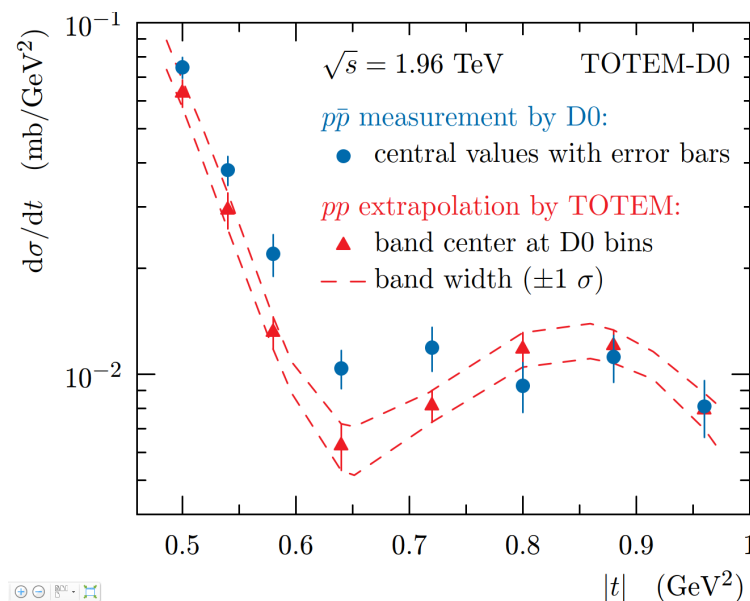 10⁻¹
√s = 1.96 TeV TOTEM-D0
pp̄ measurement by D0:
central values with error bars
pp extrapolation by TOTEM:
band center at D0 bins
band width (±1 σ)
dσ/dt (mb/GeV²)
10⁻²
0.5 0.6 0.7 0.8 0.9 1
|t| (GeV²)